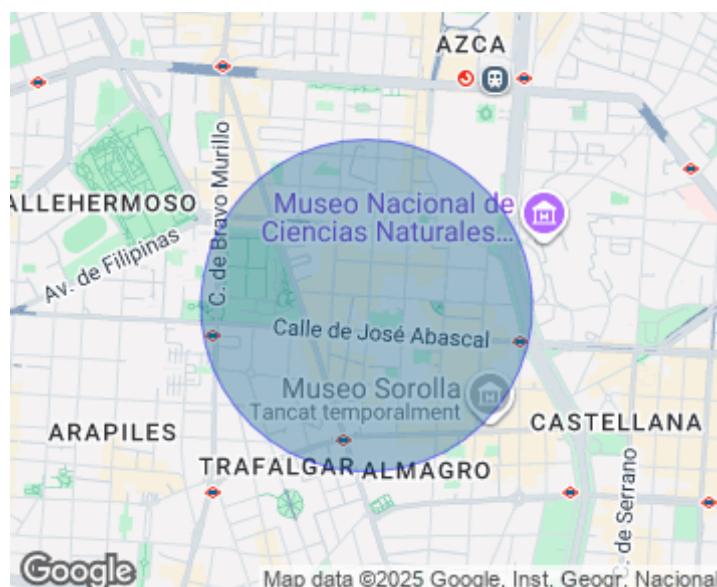 AZCA
C. de Bravo Murillo
ALLEHERMOSO
Museo Nacional de
Ciencias Naturales...
Av. de Filipinas
Calle de José Abascal
Museo Sorolla
Tancat temporalment
ARAPILES
CASTELLANA
TRAFALGAR
ALMAGRO
C. de Serrano
Google
Map data ©2025 Google, Inst. Geogr. Nacional